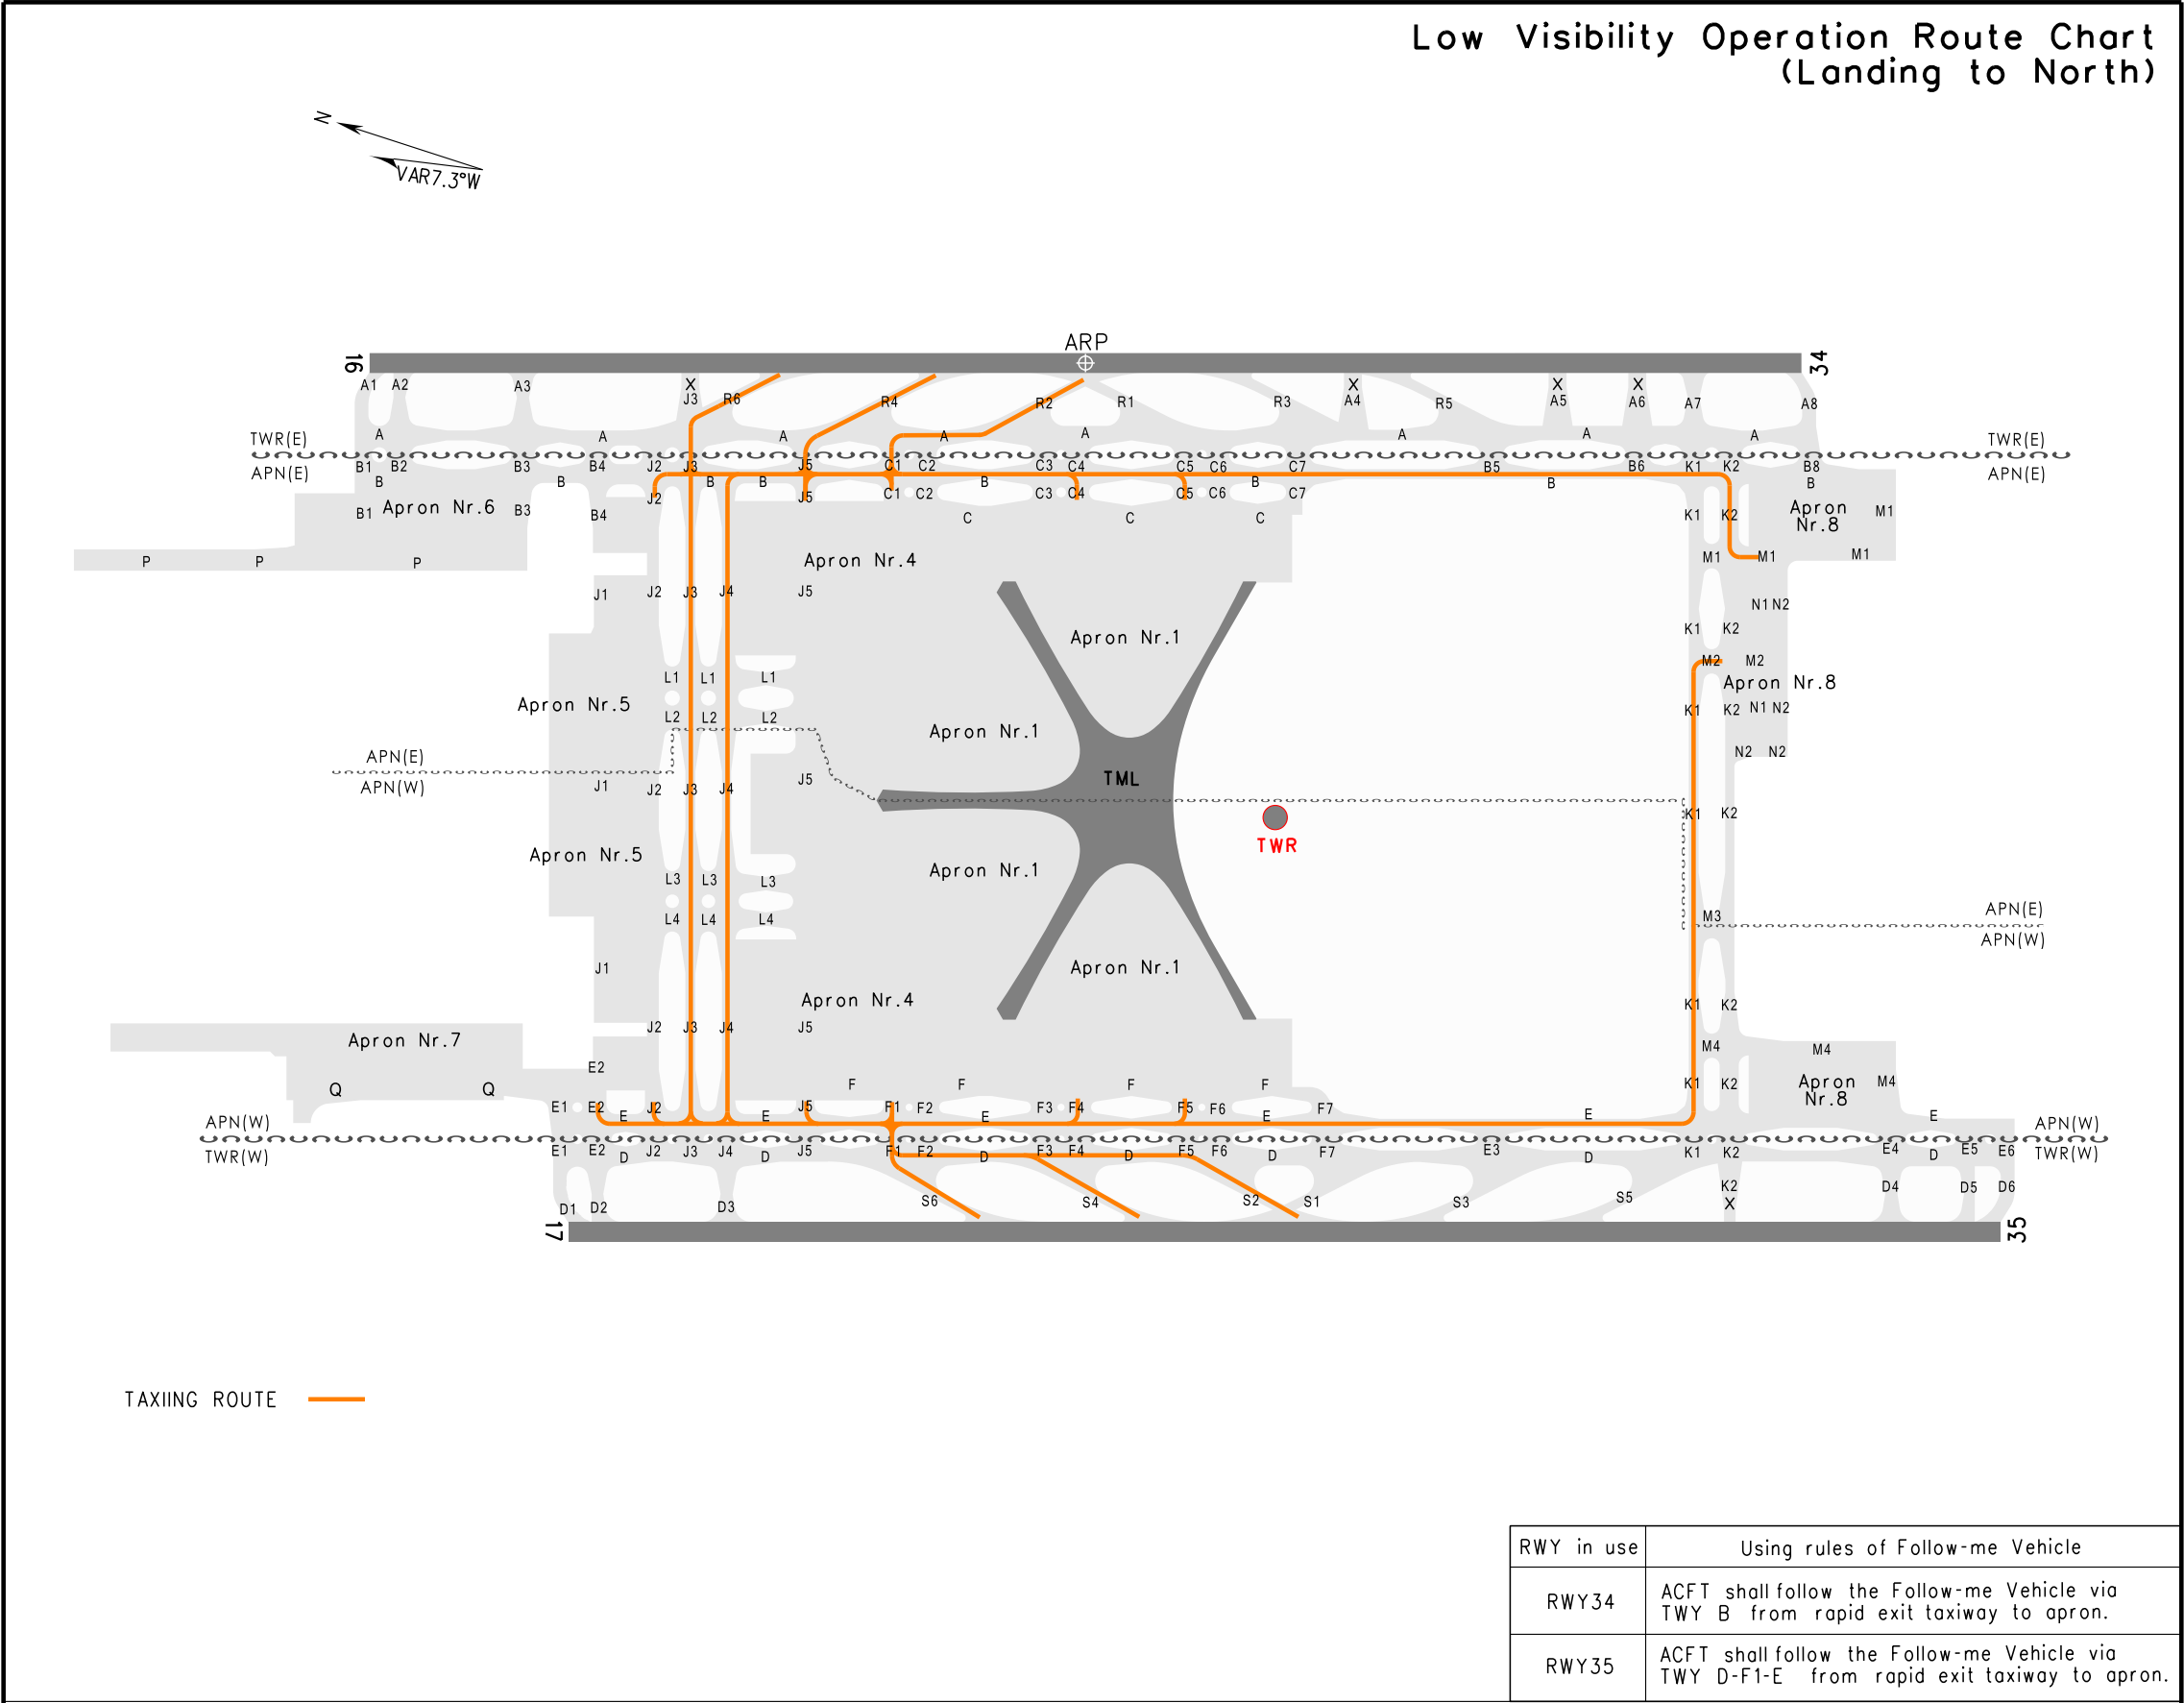 Low Visibility Operation Route Chart
(Landing to North)
N
VAR7.3°W
ARP
16
34
A1 A2 A3 X J3 R6 R4 R2 R1 R3 X A4 R5 X A5 X A6 A7 A8
TWR(E) A A A A A A A A TWR(E)
APN(E) B1 B2 B3 B4 J2 J3 J5 C1 C2 C3 C4 C5 C6 C7 B5 B6 K1 K2 B8 APN(E)
B B B B B B B B
J2 J5 C1 C2 C3 C4 C5 C6 C7
B1 Apron Nr.6 B3 B4 C C C K1 K2 Apron M1
Nr.8
P P P Apron Nr.4 M1 M1 M1
J1 J2 J3 J4 J5 N1 N2
Apron Nr.1 K1 K2
M2 M2
L1 L1 L1 Apron Nr.8
Apron Nr.5 L2 L2 L2 K1 K2 N1 N2
Apron Nr.1
APN(E) N2 N2
APN(W) J1 J2 J3 J4 J5 TML
K1 K2
TWR
Apron Nr.5 Apron Nr.1
L3 L3 L3
L4 L4 L4 M3 APN(E)
APN(W)
J1 Apron Nr.1
Apron Nr.4 K1 K2
J2 J3 J4 J5
Apron Nr.7 M4 M4
E2
Q Q F F F F K1 K2 Apron M4
Nr.8
E1 E2 J2 J5 F1 F2 F3 F4 F5 F6 F7
APN(W) E E E E E E APN(W)
TWR(W) E1 E2 D J2 J3 J4 D J5 F1 F2 D F3 F4 D F5 F6 D F7 E3 D K1 K2 E4 D E5 E6 TWR(W)
D1 D2 D3 S6 S4 S2 S1 S3 S5 K2 X D4 D5 D6
17
35
TAXIING ROUTE
RWY in use Using rules of Follow-me Vehicle
RWY34 ACFT shall follow the Follow-me Vehicle via
TWY B from rapid exit taxiway to apron.
RWY35 ACFT shall follow the Follow-me Vehicle via
TWY D-F1-E from rapid exit taxiway to apron.